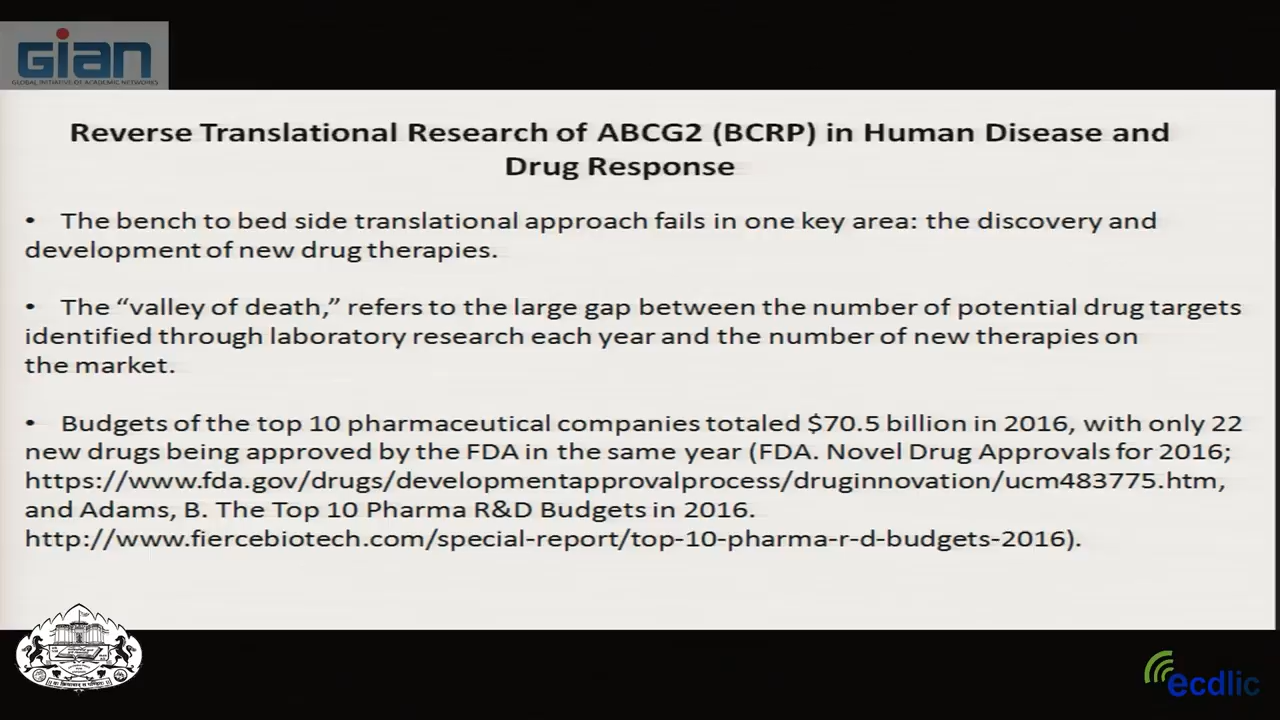 GIAN
GLOBAL INITIATIVE OF ACADEMIC NETWORKS
Reverse Translational Research of ABCG2 (BCRP) in Human Disease and
Drug Response
• The bench to bed side translational approach fails in one key area: the discovery and
development of new drug therapies.
• The “valley of death,” refers to the large gap between the number of potential drug targets
identified through laboratory research each year and the number of new therapies on
the market.
• Budgets of the top 10 pharmaceutical companies totaled $70.5 billion in 2016, with only 22
new drugs being approved by the FDA in the same year (FDA. Novel Drug Approvals for 2016;
https://www.fda.gov/drugs/developmentapprovalprocess/druginnovation/ucm483775.htm,
and Adams, B. The Top 10 Pharma R&D Budgets in 2016.
http://www.fiercebiotech.com/special-report/top-10-pharma-r-d-budgets-2016).
ecdlic